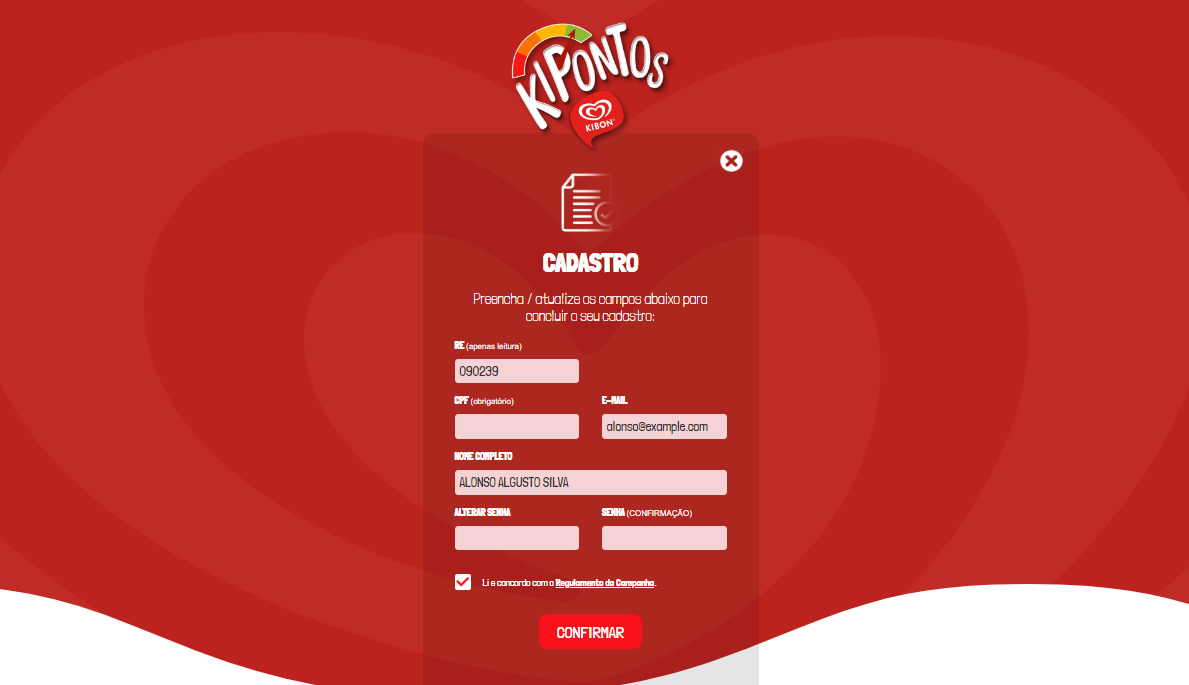 KIPONTOS
KIBON
CADASTRO
Preencha / atualize os campos abaixo para
concluir o seu cadastro:
RE (apenas leitura)
090239
CPF (obrigatório) E-MAIL
alonso@example.com
NOME COMPLETO
ALONSO ALGUSTO SILVA
ALTERAR SENHA SENHA (CONFIRMAÇÃO)
Li e concordo com o Regulamento da Campanha.
CONFIRMAR